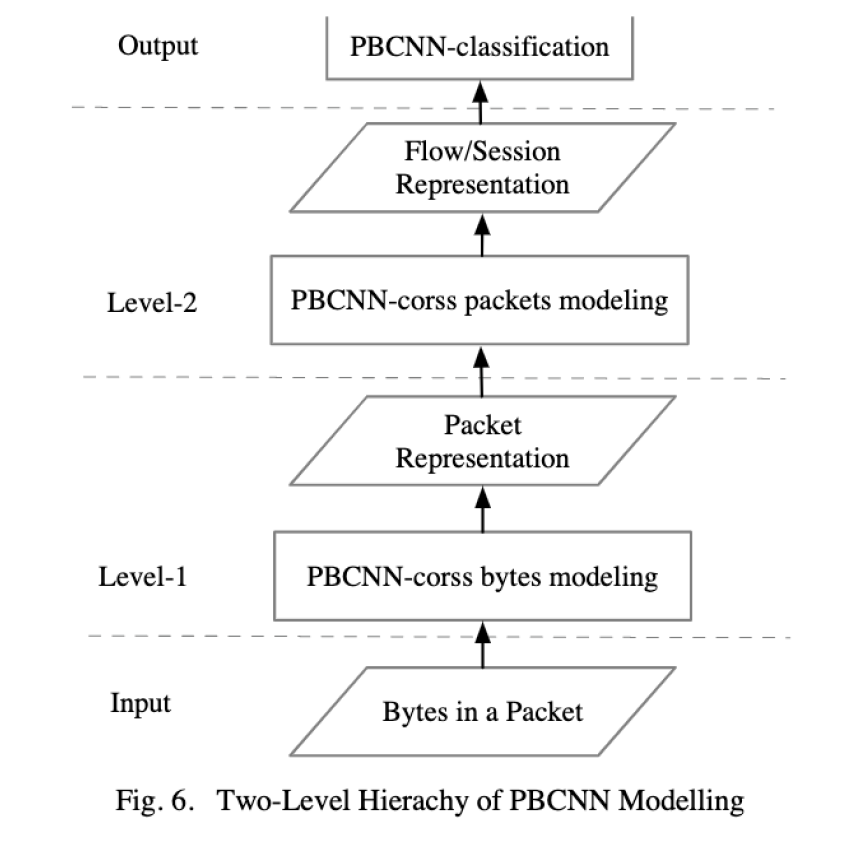 Output
PBCNN-classification
Flow/Session
Representation
Level-2
PBCNN-corss packets modeling
Packet
Representation
Level-1
PBCNN-corss bytes modeling
Input
Bytes in a Packet
Fig. 6. Two-Level Hierachy of PBCNN Modelling